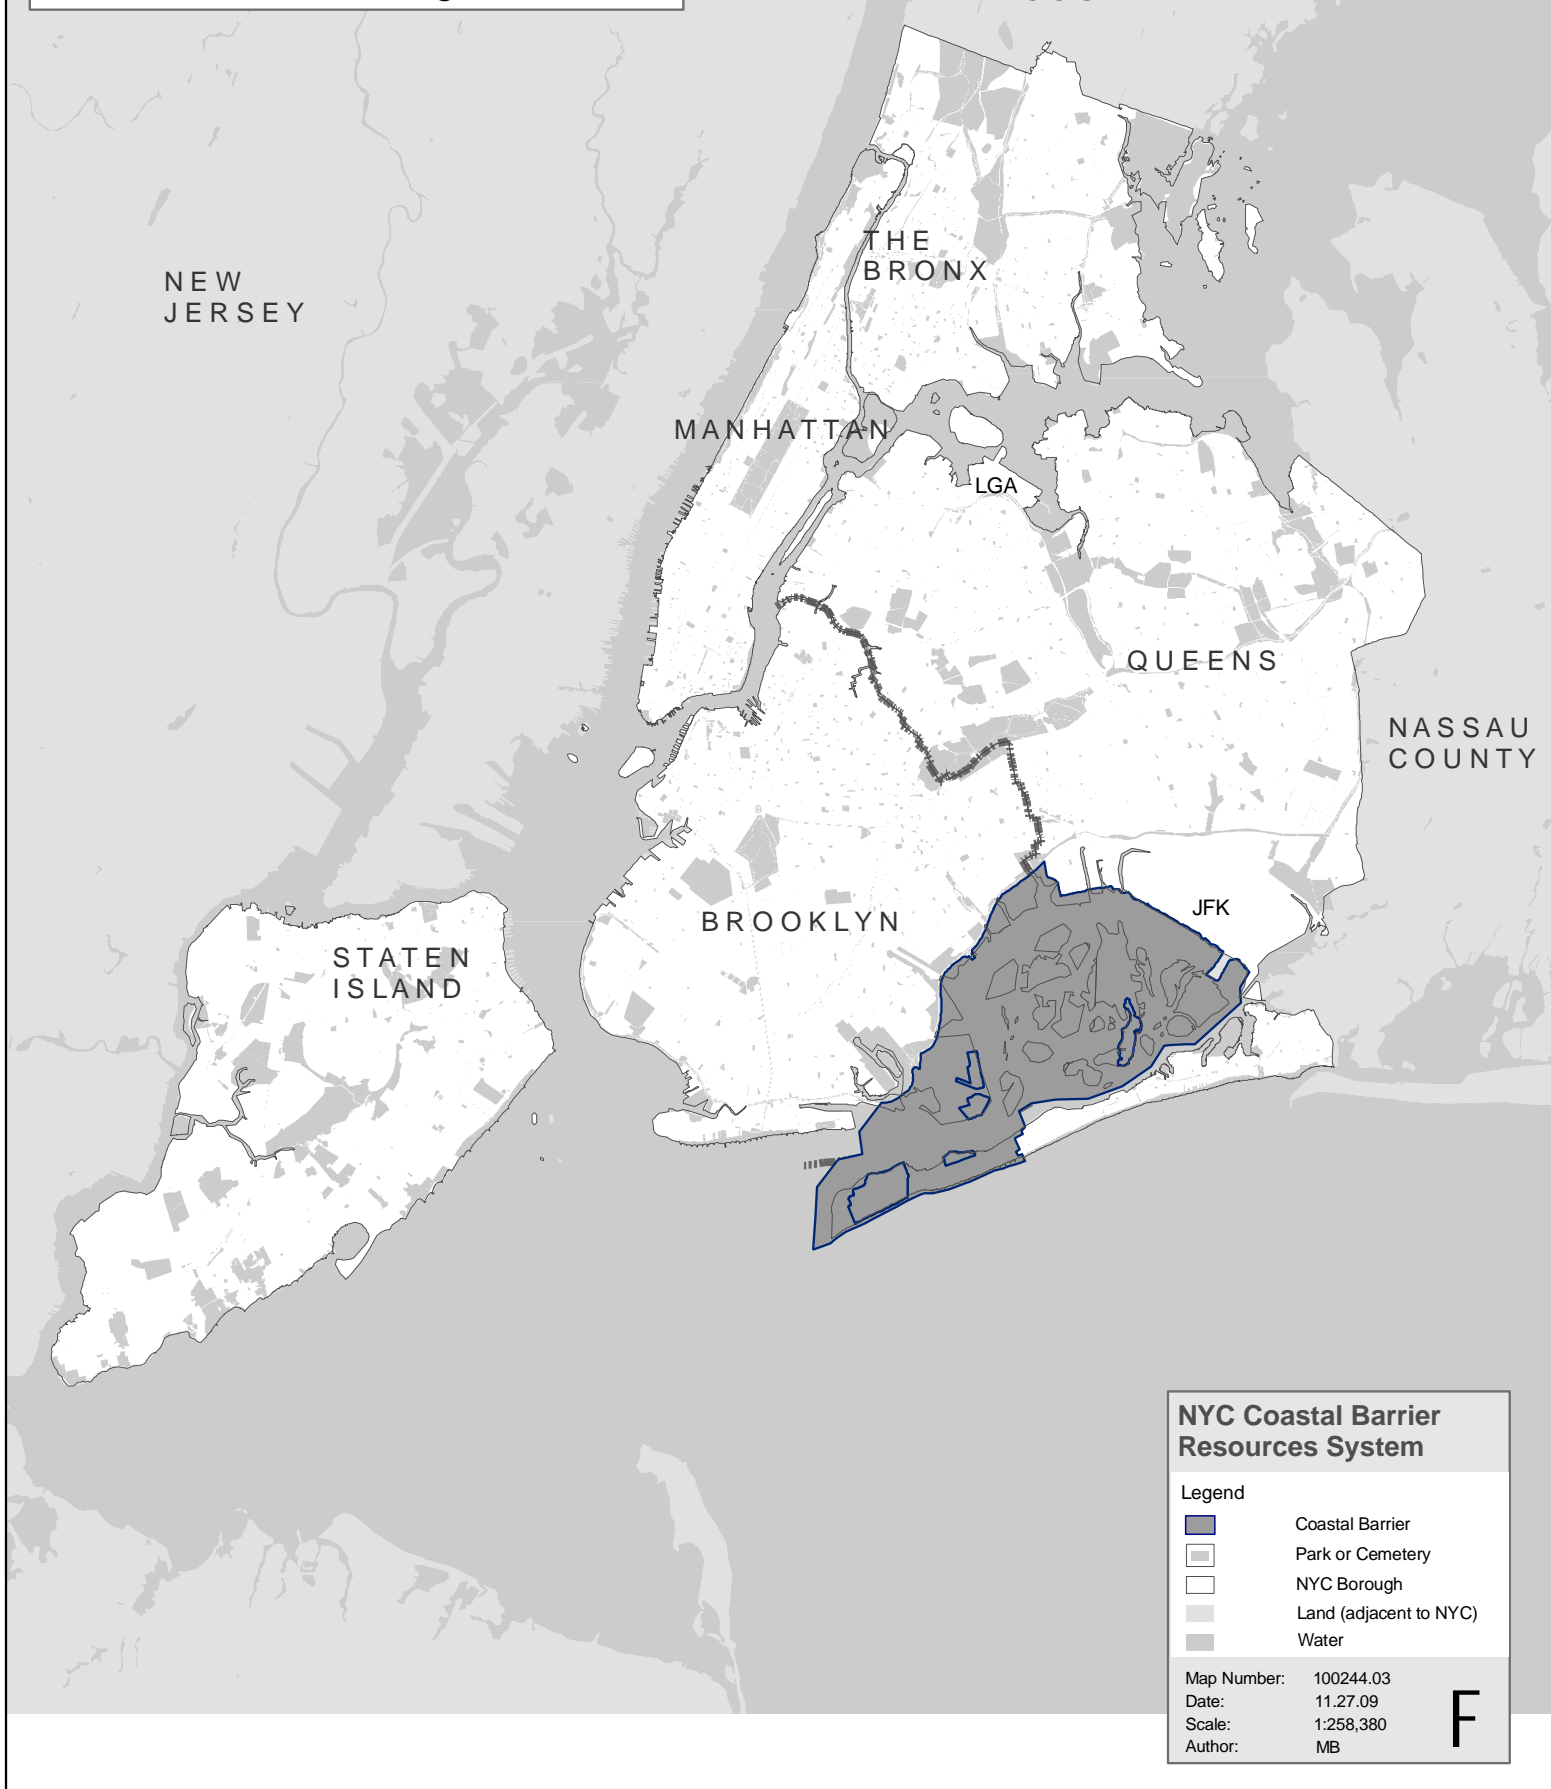 THE
BRONX
NEW
JERSEY
MANHATTAN
LGA
QUEENS
NASSAU
COUNTY
JFK
BROOKLYN
STATEN
ISLAND
NYC Coastal Barrier
Resources System
Legend
Coastal Barrier
Park or Cemetery
NYC Borough
Land (adjacent to NYC)
Water
Map Number: 100244.03
Date: 11.27.09
Scale: 1:258,380
Author: MB
F